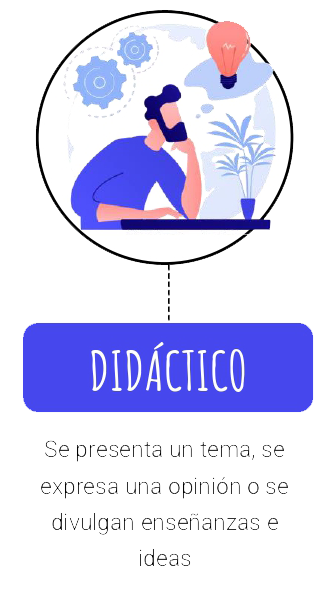 DIDÁCTICO
Se presenta un tema, se
expresa una opinión o se
divulgan enseñanzas e
ideas